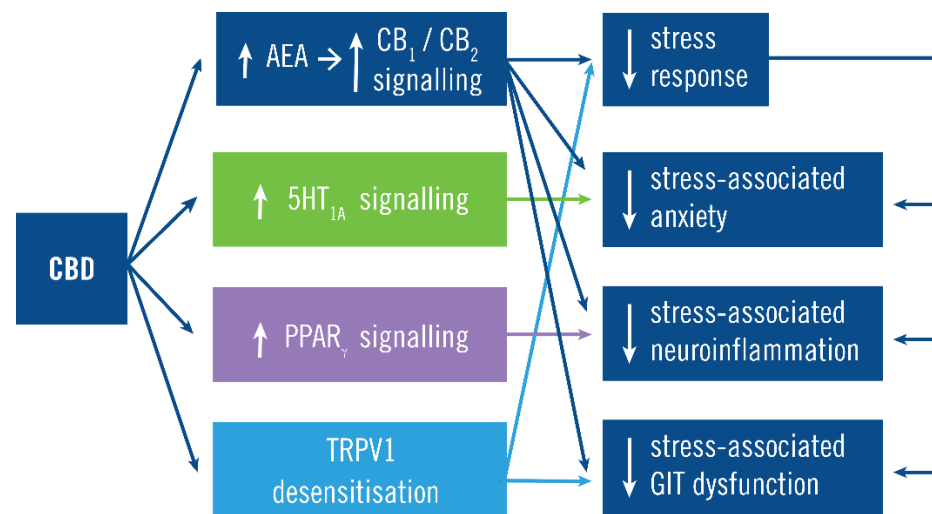 CBD
↑ AEA → ↑ CB₁ / CB₂
signalling
↑ 5HT₁A signalling
↑ PPARᵧ signalling
TRPV1
desensitisation
↓ stress
response
↓ stress-associated
anxiety
↓ stress-associated
neuroinflammation
↓ stress-associated
GIT dysfunction